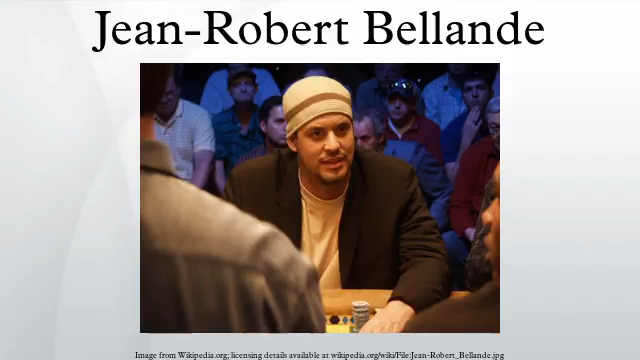 Jean-Robert Bellande
Image from Wikipedia.org; licensing details available at wikipedia.org/wiki/File:Jean-Robert_Bellande.jpg